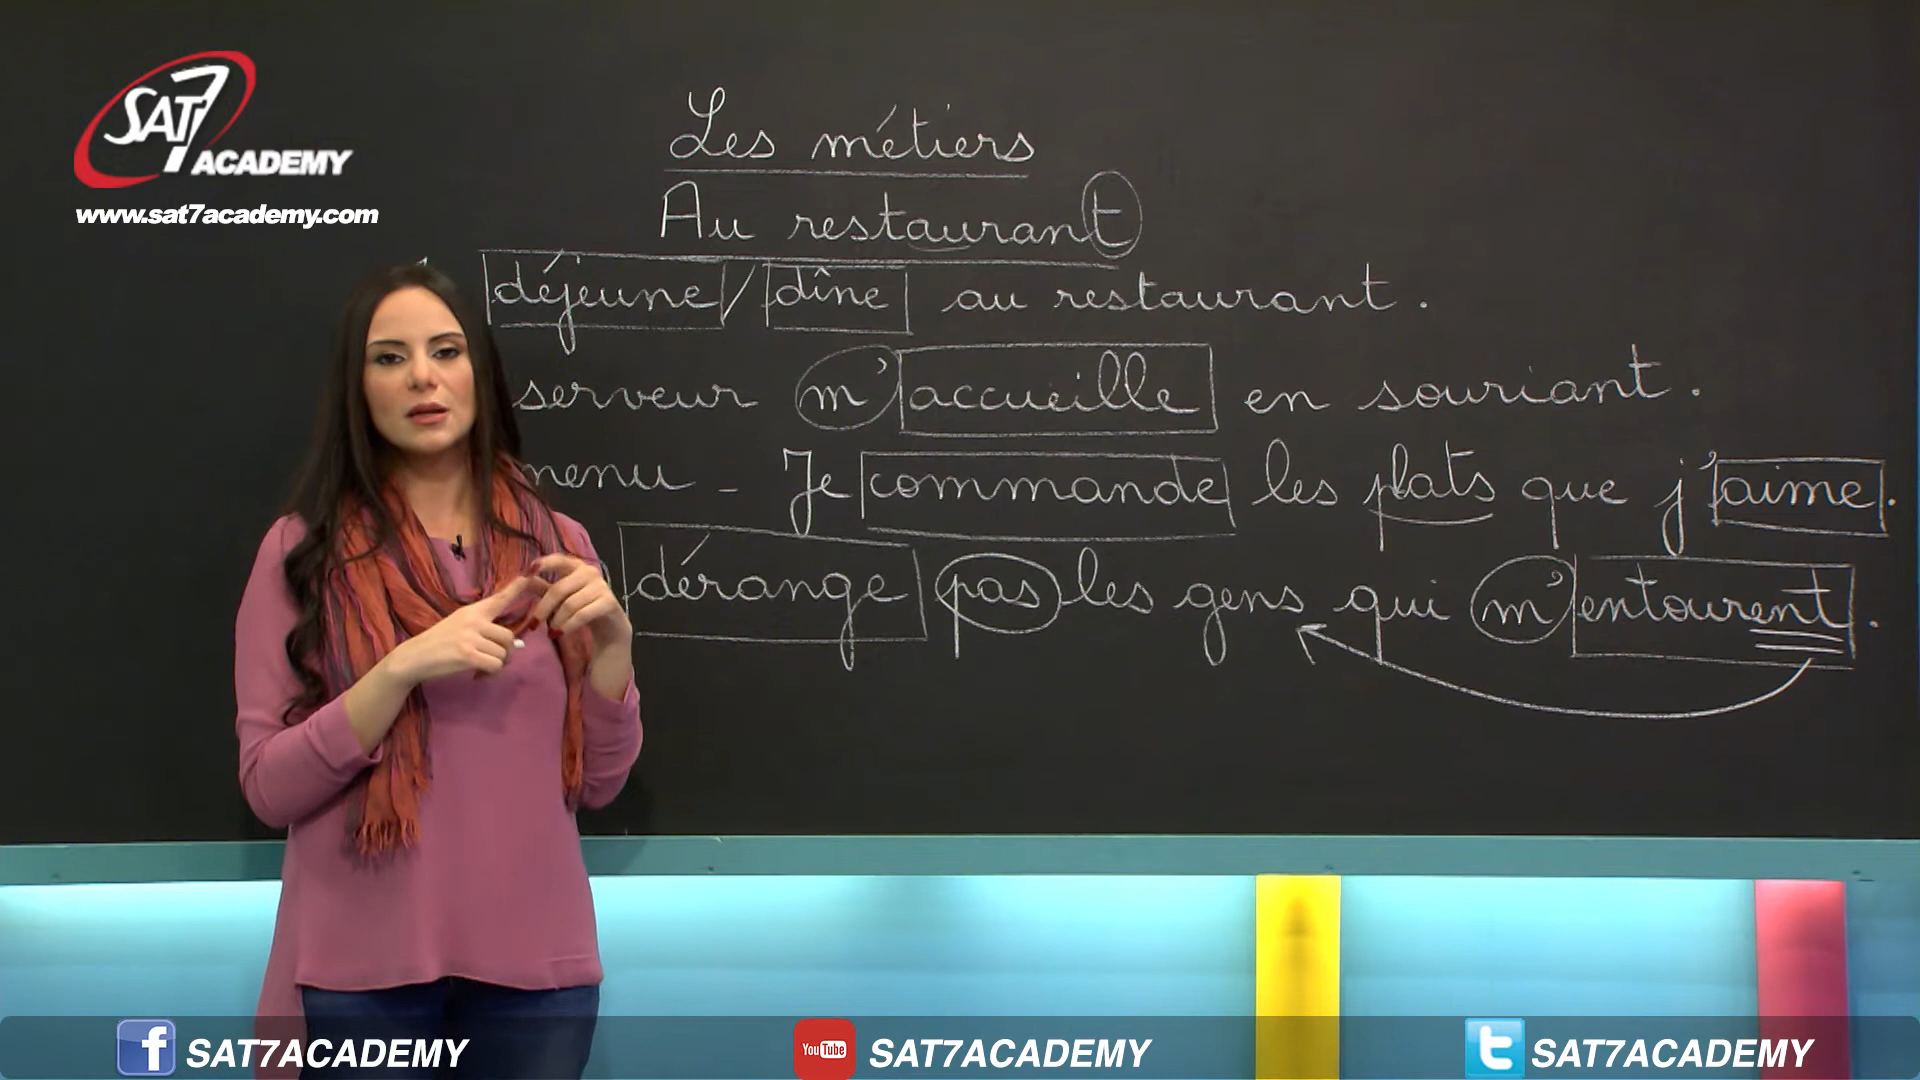 SAT7 ACADEMY
www.sat7academy.com
Les métiers
Au restaurant
déjeune / dîne au restaurant.
serveur m'accueille en souriant.
menu - Je commande les plats que j'aime.
dérange pas les gens qui m'entourent.
SAT7ACADEMY
You Tube SAT7ACADEMY
SAT7ACADEMY